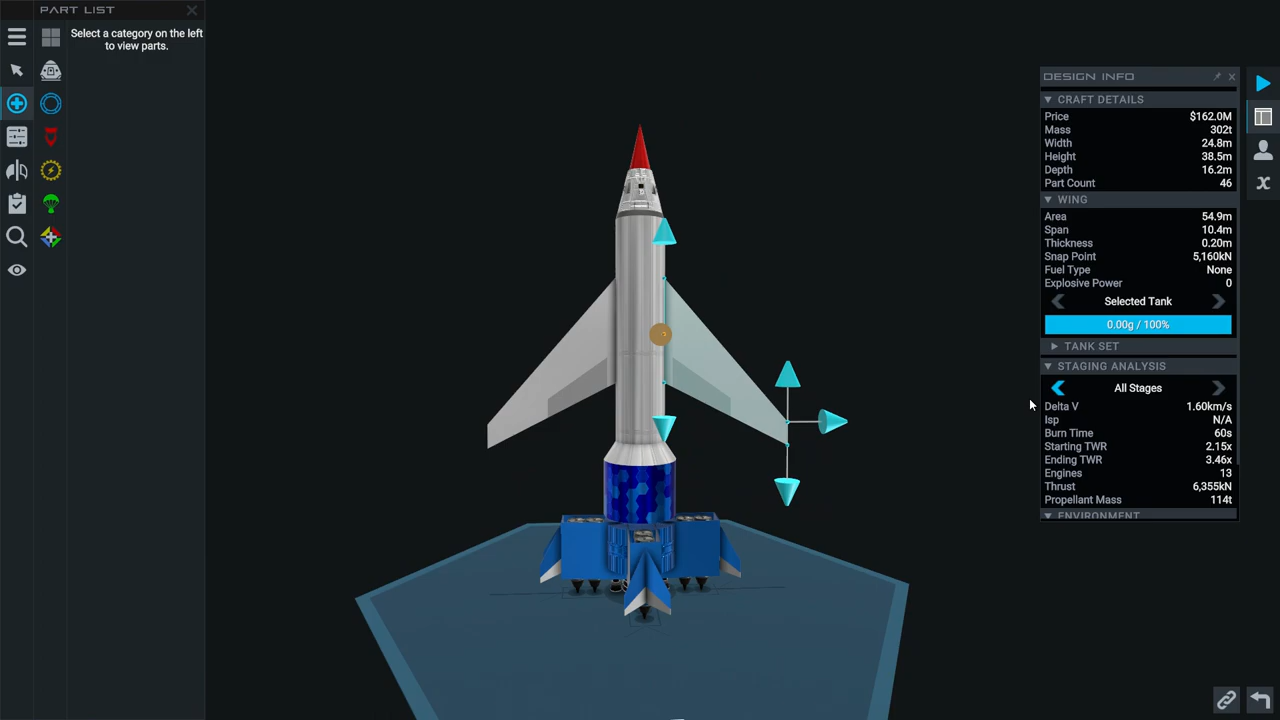 PART LIST
Select a category on the left
to view parts.
DESIGN INFO
CRAFT DETAILS
Price $162.0M
Mass 302t
Width 24.8m
Height 38.5m
Depth 16.2m
Part Count 46
WING
Area 54.9m
Span 10.4m
Thickness 0.20m
Snap Point 5,160kN
Fuel Type None
Explosive Power 0
Selected Tank
0.00g / 100%
TANK SET
STAGING ANALYSIS
All Stages
Delta V 1.60km/s
Isp N/A
Burn Time 60s
Starting TWR 2.15x
Ending TWR 3.46x
Engines 13
Thrust 6,355kN
Propellant Mass 114t
ENVIRONMENT